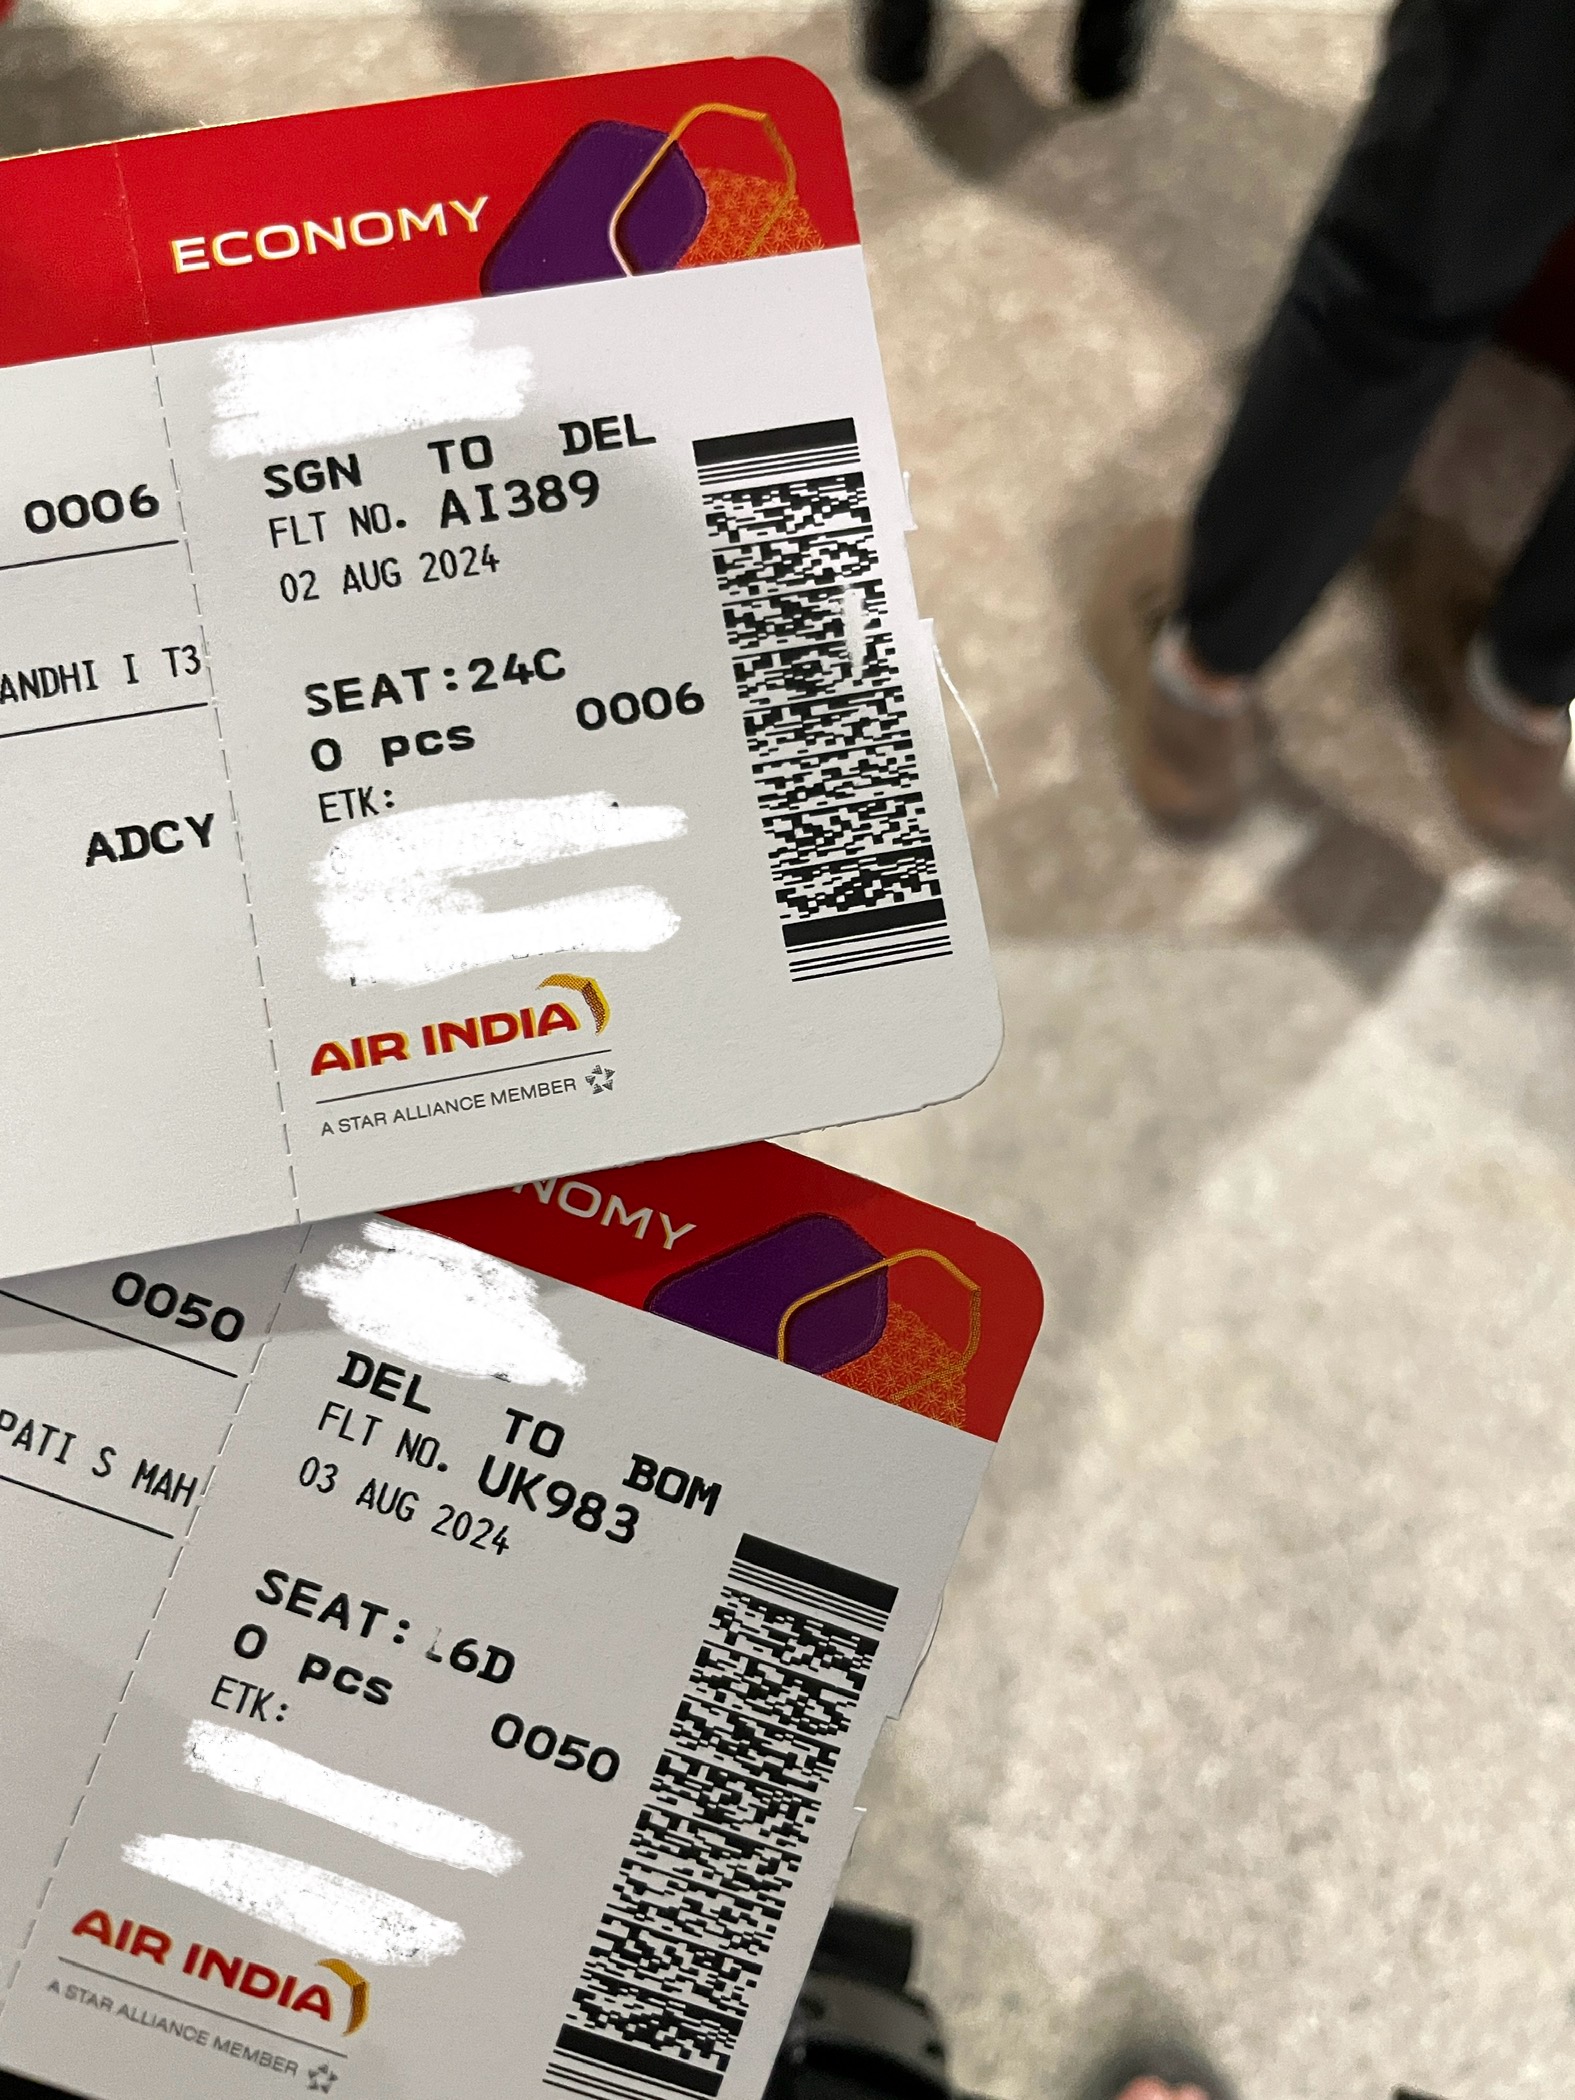 ECONOMY
SGN TO DEL
0006
FLT NO. AI389
02 AUG 2024
ANDHI I T3
SEAT:24C
0 pcs 0006
ETK:
ADCY
AIR INDIA
A STAR ALLIANCE MEMBER
NOMY
0050
DEL TO BOM
FLT NO. UK983
PATI S MAH
03 AUG 2024
SEAT: 6D
0 pcs 0050
ETK:
AIR INDIA
A STAR ALLIANCE MEMBER